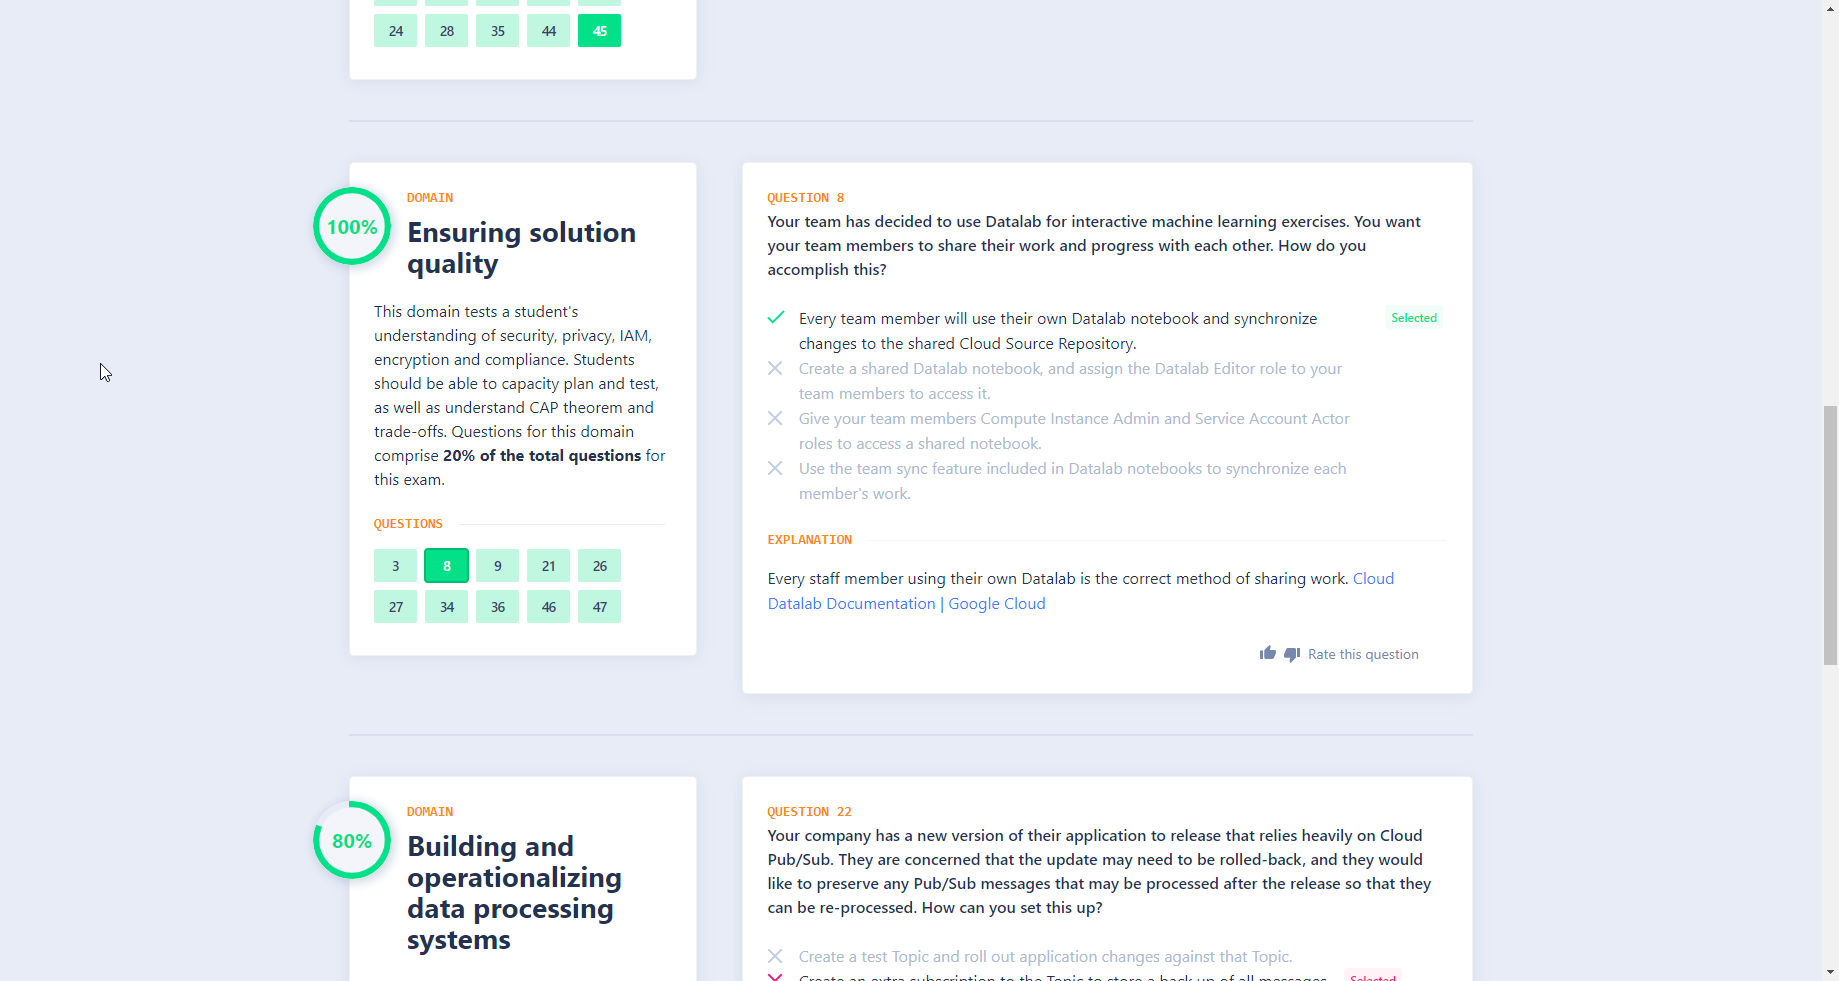 24 28 35 44 45
DOMAIN
100%
Ensuring solution
quality
This domain tests a student's
understanding of security, privacy, IAM,
encryption and compliance. Students
should be able to capacity plan and test,
as well as understand CAP theorem and
trade-offs. Questions for this domain
comprise 20% of the total questions for
this exam.
QUESTIONS
3 8 9 21 26
27 34 36 46 47
QUESTION 8
Your team has decided to use Datalab for interactive machine learning exercises. You want
your team members to share their work and progress with each other. How do you
accomplish this?
Every team member will use their own Datalab notebook and synchronize
changes to the shared Cloud Source Repository.
Selected
Create a shared Datalab notebook, and assign the Datalab Editor role to your
team members to access it.
Give your team members Compute Instance Admin and Service Account Actor
roles to access a shared notebook.
Use the team sync feature included in Datalab notebooks to synchronize each
member's work.
EXPLANATION
Every staff member using their own Datalab is the correct method of sharing work. Cloud
Datalab Documentation | Google Cloud
Rate this question
DOMAIN
80%
Building and
operationalizing
data processing
systems
QUESTION 22
Your company has a new version of their application to release that relies heavily on Cloud
Pub/Sub. They are concerned that the update may need to be rolled-back, and they would
like to preserve any Pub/Sub messages that may be processed after the release so that they
can be re-processed. How can you set this up?
Create a test Topic and roll out application changes against that Topic.
Create an extra subscription to the Topic to store a back up of all messages
Selected